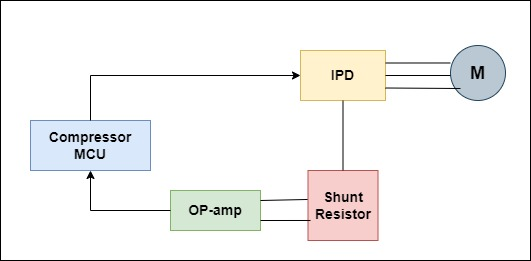 IPD
M
Compressor
MCU
OP-amp
Shunt
Resistor